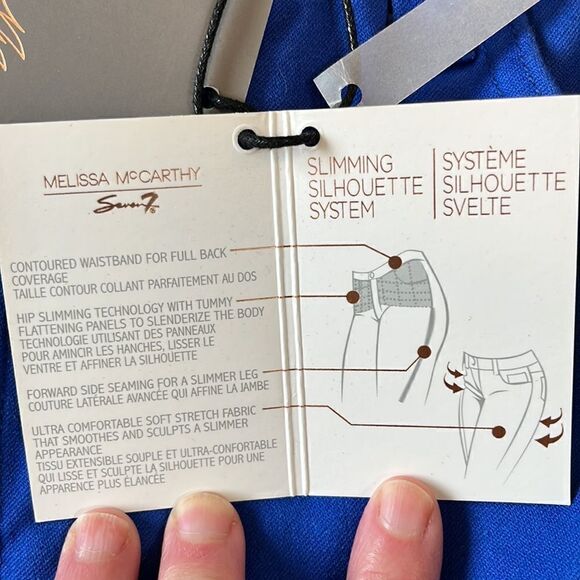 MELISSA McCARTHY
Seven7®
CONTOURED WAISTBAND FOR FULL BACK
COVERAGE
TAILLE CONTOUR COLLANT PARFAITEMENT AU DOS
HIP SLIMMING TECHNOLOGY WITH TUMMY
FLATTENING PANELS TO SLENDERIZE THE BODY
TECHNOLOGIE UTILISANT DES PANNEAUX
POUR AMINCIR LES HANCHES, LISSER LE
VENTRE ET AFFINER LA SILHOUETTE
FORWARD SIDE SEAMING FOR A SLIMMER LEG
COUTURE LATÉRALE AVANCÉE QUI AFFINE LA JAMBE
ULTRA COMFORTABLE SOFT STRETCH FABRIC
THAT SMOOTHES AND SCULPTS A SLIMMER
APPEARANCE
TISSU EXTENSIBLE SOUPLE ET ULTRA-CONFORTABLE
QUI LISSE ET SCULPTE LA SILHOUETTE POUR UNE
APPARENCE PLUS ÉLANCÉE
SLIMMING
SILHOUETTE
SYSTEM
SYSTÈME
SILHOUETTE
SVELTE